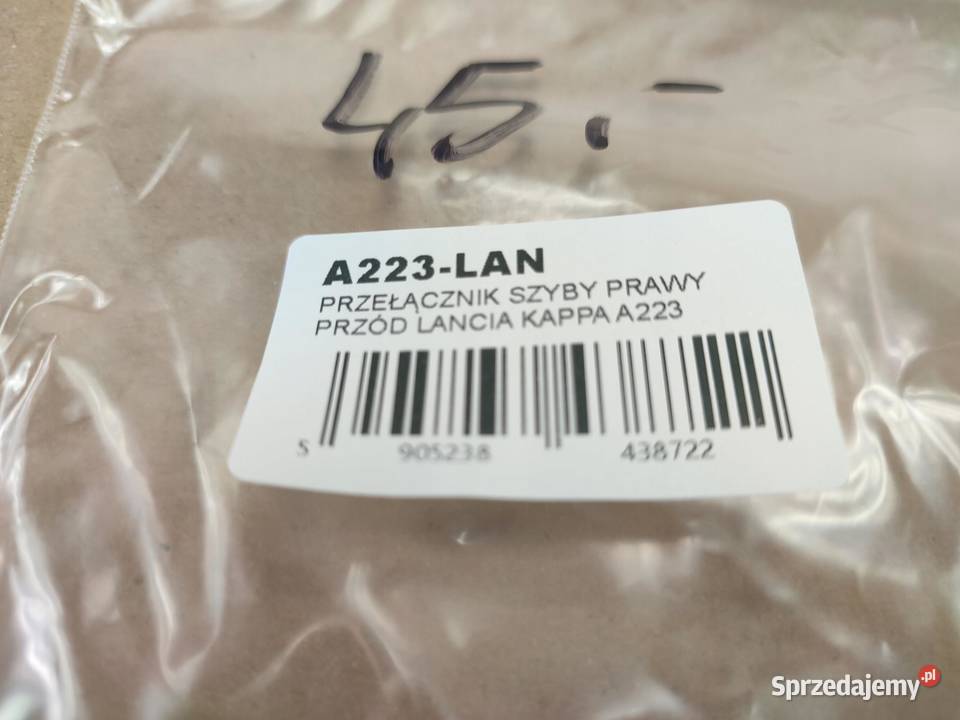 45.-
A223-LAN
PRZEŁĄCZNIK SZYBY PRAWY
PRZÓD LANCIA KAPPA A223
5 905238 438722
Sprzedajemy.pl